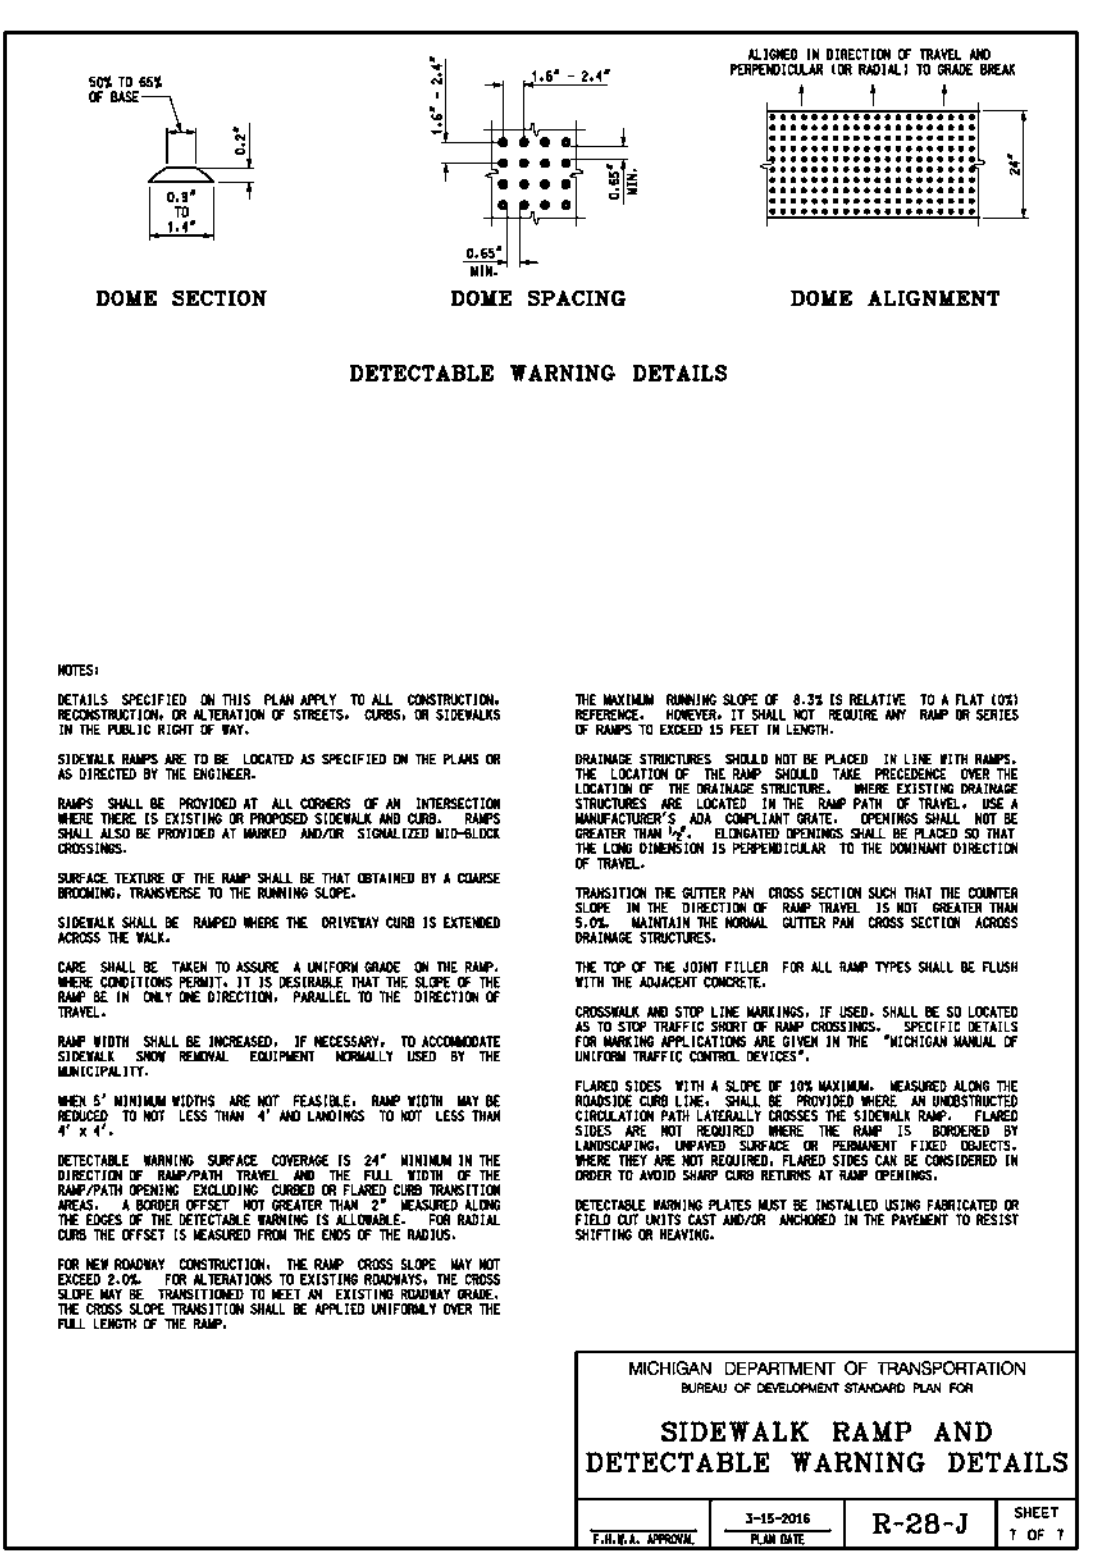 50% TO 65%
OF BASE
0.2"
0.9"
TO
1.4"
DOME SECTION
1.6" - 2.4"
1.6" - 2.4"
0.65"
MIN.
0.65"
MIN.
DOME SPACING
ALIGNED IN DIRECTION OF TRAVEL AND
PERPENDICULAR (OR RADIAL) TO GRADE BREAK
24"
DOME ALIGNMENT
DETECTABLE WARNING DETAILS
NOTES:
DETAILS SPECIFIED ON THIS PLAN APPLY TO ALL CONSTRUCTION,
RECONSTRUCTION, OR ALTERATION OF STREETS, CURBS, OR SIDEWALKS
IN THE PUBLIC RIGHT OF WAY.
SIDEWALK RAMPS ARE TO BE LOCATED AS SPECIFIED ON THE PLANS OR
AS DIRECTED BY THE ENGINEER.
RAMPS SHALL BE PROVIDED AT ALL CORNERS OF AN INTERSECTION
WHERE THERE IS EXISTING OR PROPOSED SIDEWALK AND CURB. RAMPS
SHALL ALSO BE PROVIDED AT MARKED AND/OR SIGNALIZED MID-BLOCK
CROSSINGS.
SURFACE TEXTURE OF THE RAMP SHALL BE THAT OBTAINED BY A COARSE
BROOMING, TRANSVERSE TO THE RUNNING SLOPE.
SIDEWALK SHALL BE RAMPED WHERE THE DRIVEWAY CURB IS EXTENDED
ACROSS THE WALK.
CARE SHALL BE TAKEN TO ASSURE A UNIFORM GRADE ON THE RAMP.
WHERE CONDITIONS PERMIT, IT IS DESIRABLE THAT THE SLOPE OF THE
RAMP BE IN ONLY ONE DIRECTION, PARALLEL TO THE DIRECTION OF
TRAVEL.
RAMP WIDTH SHALL BE INCREASED, IF NECESSARY, TO ACCOMMODATE
SIDEWALK SNOW REMOVAL EQUIPMENT NORMALLY USED BY THE
MUNICIPALITY.
WHEN 5' MINIMUM WIDTHS ARE NOT FEASIBLE, RAMP WIDTH MAY BE
REDUCED TO NOT LESS THAN 4' AND LANDINGS TO NOT LESS THAN
4' x 4'.
DETECTABLE WARNING SURFACE COVERAGE IS 24" MINIMUM IN THE
DIRECTION OF RAMP/PATH TRAVEL AND THE FULL WIDTH OF THE
RAMP/PATH OPENING EXCLUDING CURBED OR FLARED CURB TRANSITION
AREAS. A BORDER OFFSET NOT GREATER THAN 2" MEASURED ALONG
THE EDGES OF THE DETECTABLE WARNING IS ALLOWABLE. FOR RADIAL
CURB THE OFFSET IS MEASURED FROM THE ENDS OF THE RADIUS.
FOR NEW ROADWAY CONSTRUCTION, THE RAMP CROSS SLOPE MAY NOT
EXCEED 2.0%. FOR ALTERATIONS TO EXISTING ROADWAYS, THE CROSS
SLOPE MAY BE TRANSITIONED TO MEET AN EXISTING ROADWAY GRADE.
THE CROSS SLOPE TRANSITION SHALL BE APPLIED UNIFORMLY OVER THE
FULL LENGTH OF THE RAMP.
THE MAXIMUM RUNNING SLOPE OF 8.3% IS RELATIVE TO A FLAT (0%)
REFERENCE. HOWEVER, IT SHALL NOT REQUIRE ANY RAMP OR SERIES
OF RAMPS TO EXCEED 15 FEET IN LENGTH.
DRAINAGE STRUCTURES SHOULD NOT BE PLACED IN LINE WITH RAMPS.
THE LOCATION OF THE RAMP SHOULD TAKE PRECEDENCE OVER THE
LOCATION OF THE DRAINAGE STRUCTURE. WHERE EXISTING DRAINAGE
STRUCTURES ARE LOCATED IN THE RAMP PATH OF TRAVEL, USE A
MANUFACTURER'S ADA COMPLIANT GRATE. OPENINGS SHALL NOT BE
GREATER THAN ½". ELONGATED OPENINGS SHALL BE PLACED SO THAT
THE LONG DIMENSION IS PERPENDICULAR TO THE DOMINANT DIRECTION
OF TRAVEL.
TRANSITION THE GUTTER PAN CROSS SECTION SUCH THAT THE COUNTER
SLOPE IN THE DIRECTION OF RAMP TRAVEL IS NOT GREATER THAN
5.0%. MAINTAIN THE NORMAL GUTTER PAN CROSS SECTION ACROSS
DRAINAGE STRUCTURES.
THE TOP OF THE JOINT FILLER FOR ALL RAMP TYPES SHALL BE FLUSH
WITH THE ADJACENT CONCRETE.
CROSSWALK AND STOP LINE MARKINGS, IF USED, SHALL BE SO LOCATED
AS TO STOP TRAFFIC SHORT OF RAMP CROSSINGS. SPECIFIC DETAILS
FOR MARKING APPLICATIONS ARE GIVEN IN THE "MICHIGAN MANUAL OF
UNIFORM TRAFFIC CONTROL DEVICES".
FLARED SIDES WITH A SLOPE OF 10% MAXIMUM, MEASURED ALONG THE
ROADSIDE CURB LINE, SHALL BE PROVIDED WHERE AN UNOBSTRUCTED
CIRCULATION PATH LATERALLY CROSSES THE SIDEWALK RAMP. FLARED
SIDES ARE NOT REQUIRED WHERE THE RAMP IS BORDERED BY
LANDSCAPING, UNPAVED SURFACE OR PERMANENT FIXED OBJECTS.
WHERE THEY ARE NOT REQUIRED, FLARED SIDES CAN BE CONSIDERED IN
ORDER TO AVOID SHARP CURB RETURNS AT RAMP OPENINGS.
DETECTABLE WARNING PLATES MUST BE INSTALLED USING FABRICATED OR
FIELD CUT UNITS CAST AND/OR ANCHORED IN THE PAVEMENT TO RESIST
SHIFTING OR HEAVING.
MICHIGAN DEPARTMENT OF TRANSPORTATION
BUREAU OF DEVELOPMENT STANDARD PLAN FOR
SIDEWALK RAMP AND
DETECTABLE WARNING DETAILS
F.H.W.A. APPROVAL
3-15-2016
PLAN DATE
R-28-J
SHEET
7 OF 7